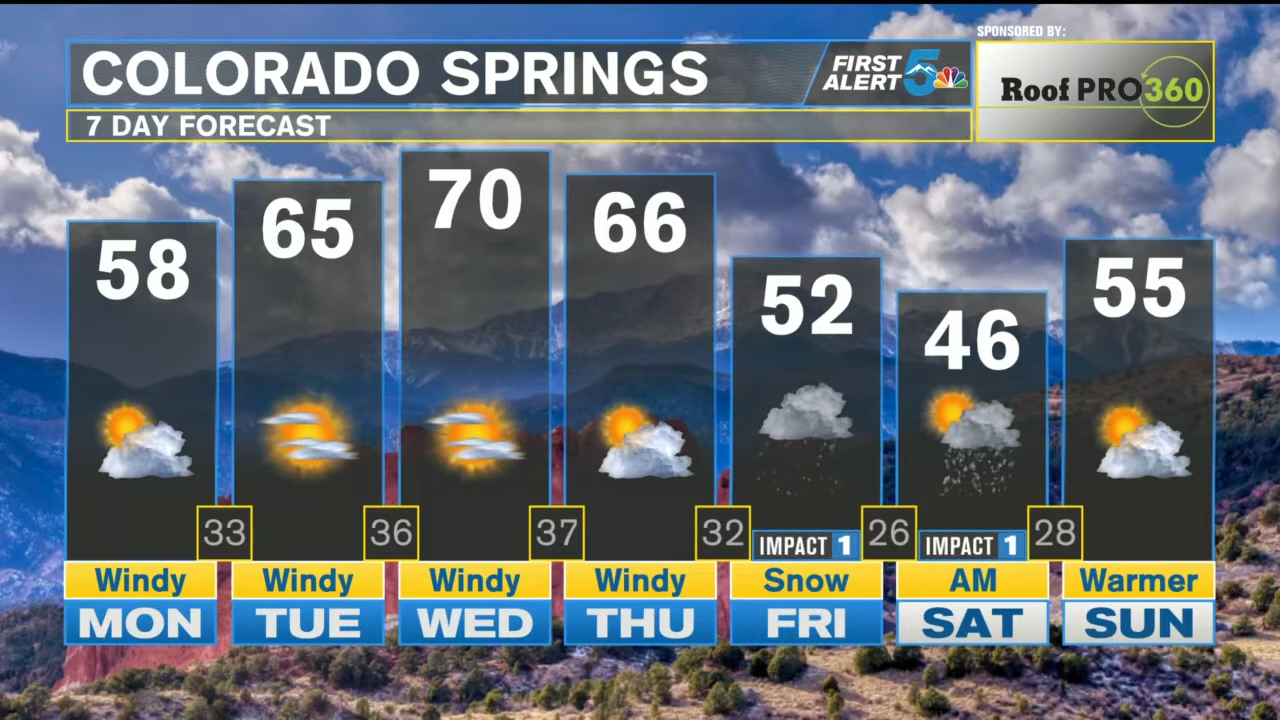 SPONSORED BY:
COLORADO SPRINGS
FIRST ALERT 5
Roof PRO 360
7 DAY FORECAST
58 65 70 66 52 46 55
33 36 37 32 26 28
IMPACT 1 IMPACT 1
Windy Windy Windy Windy Snow AM Warmer
MON TUE WED THU FRI SAT SUN